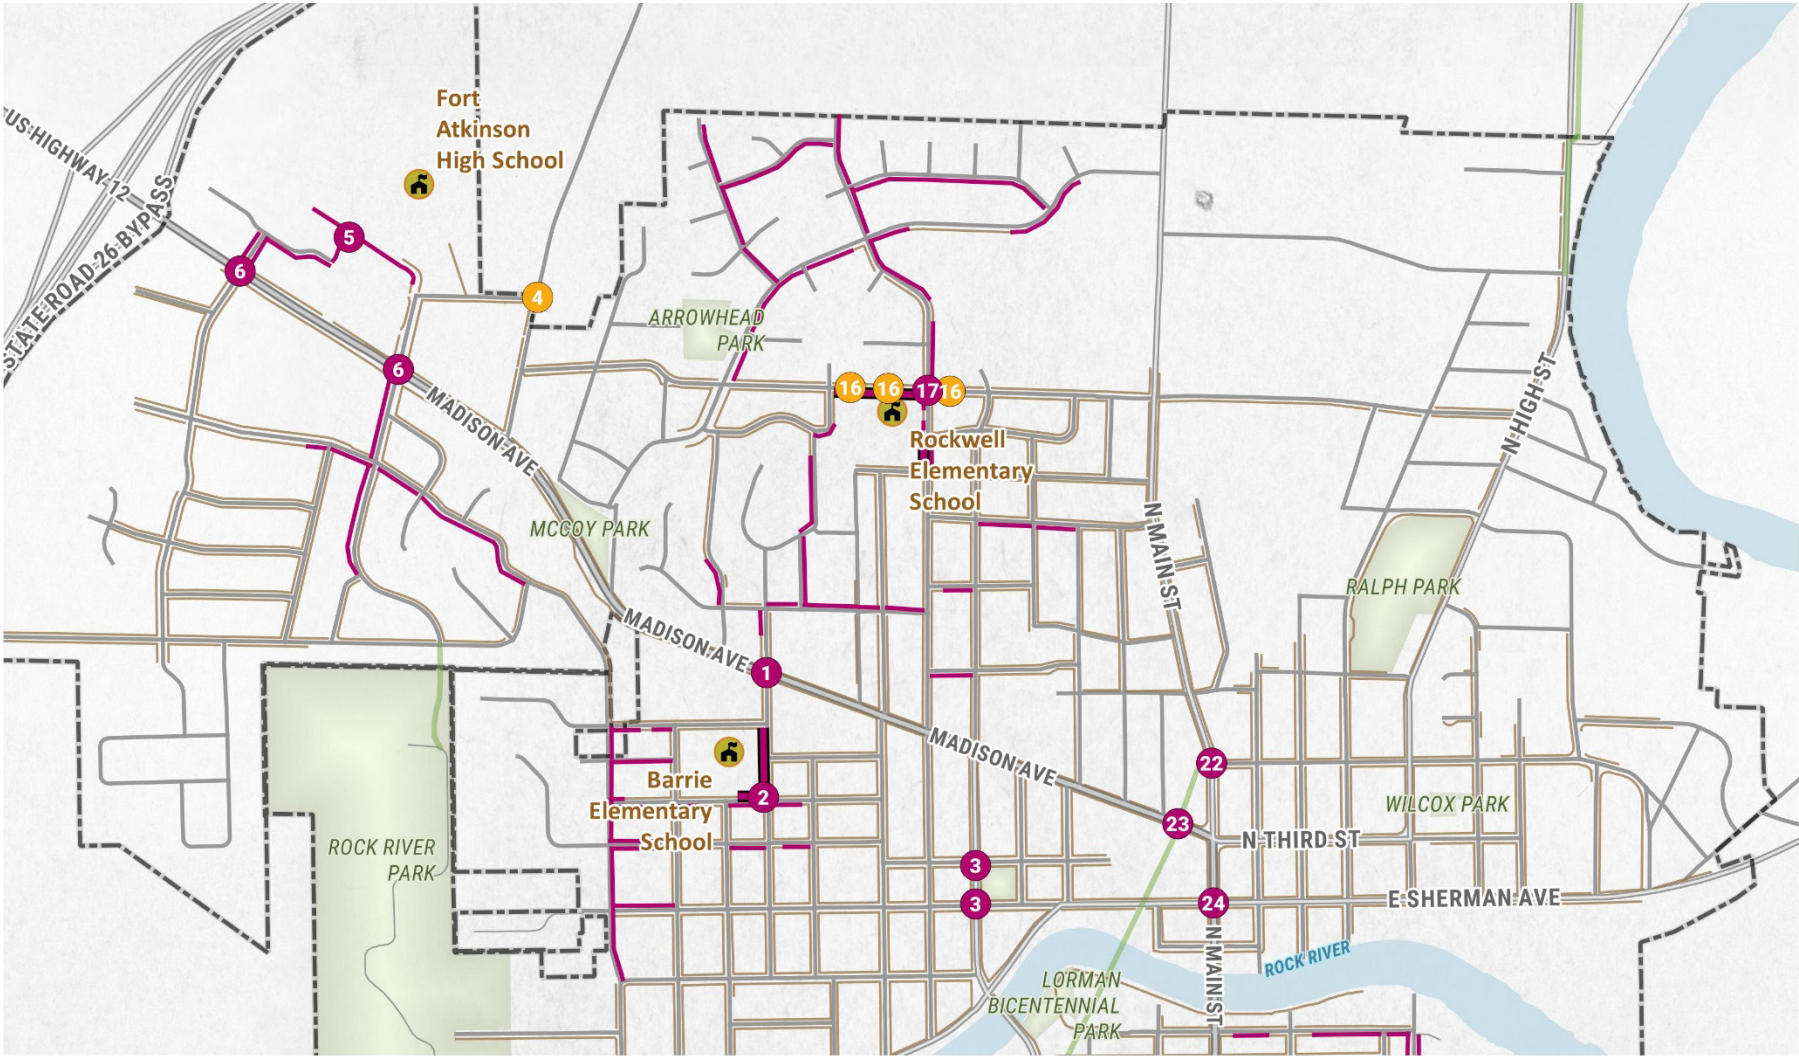 Fort
Atkinson
High School
US HIGHWAY 12
STATE ROAD 26 BYPASS
5
6
4
ARROWHEAD
PARK
6
16
16
17
16
MADISON AVE
Rockwell
Elementary
School
N HIGH ST
MCCOY PARK
N MAIN ST
RALPH PARK
MADISON AVE
1
MADISON AVE
22
Barrie
Elementary
School
2
WILCOX PARK
23
N THIRD ST
ROCK RIVER
PARK
3
3
24
E SHERMAN AVE
N MAIN ST
ROCK RIVER
LORMAN
BICENTENNIAL
PARK